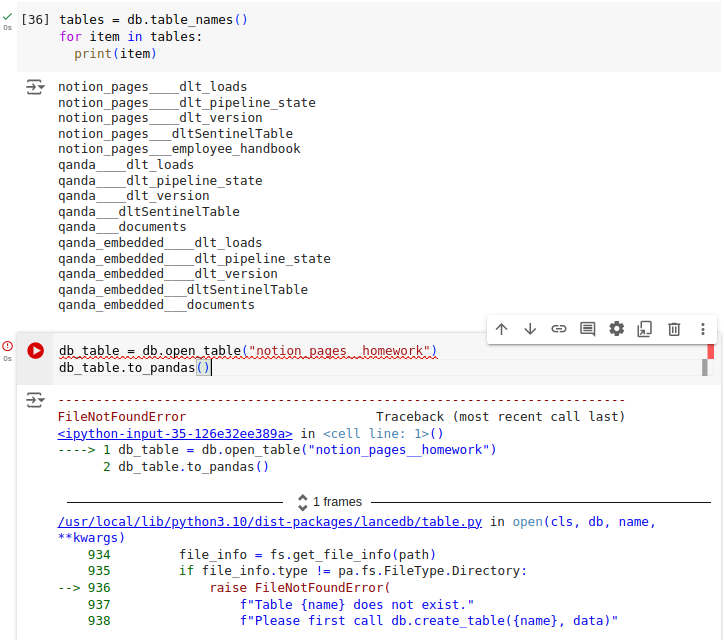 [36] tables = db.table_names()
0s
for item in tables:
print(item)
notion_pages____dlt_loads
notion_pages____dlt_pipeline_state
notion_pages____dlt_version
notion_pages___dltSentinelTable
notion_pages___employee_handbook
qanda____dlt_loads
qanda____dlt_pipeline_state
qanda____dlt_version
qanda___dltSentinelTable
qanda___documents
qanda_embedded____dlt_loads
qanda_embedded____dlt_pipeline_state
qanda_embedded____dlt_version
qanda_embedded___dltSentinelTable
qanda_embedded___documents
0s
db_table = db.open_table("notion_pages__homework")
db_table.to_pandas()
---------------------------------------------------------------------------
FileNotFoundError                         Traceback (most recent call last)
<ipython-input-35-126e32ee389a> in <cell line: 1>()
----> 1 db_table = db.open_table("notion_pages__homework")
      2 db_table.to_pandas()
1 frames
/usr/local/lib/python3.10/dist-packages/lancedb/table.py in open(cls, db, name,
**kwargs)
    934         file_info = fs.get_file_info(path)
    935         if file_info.type != pa.fs.FileType.Directory:
--> 936             raise FileNotFoundError(
    937                 f"Table {name} does not exist."
    938                 f"Please first call db.create_table({name}, data)"